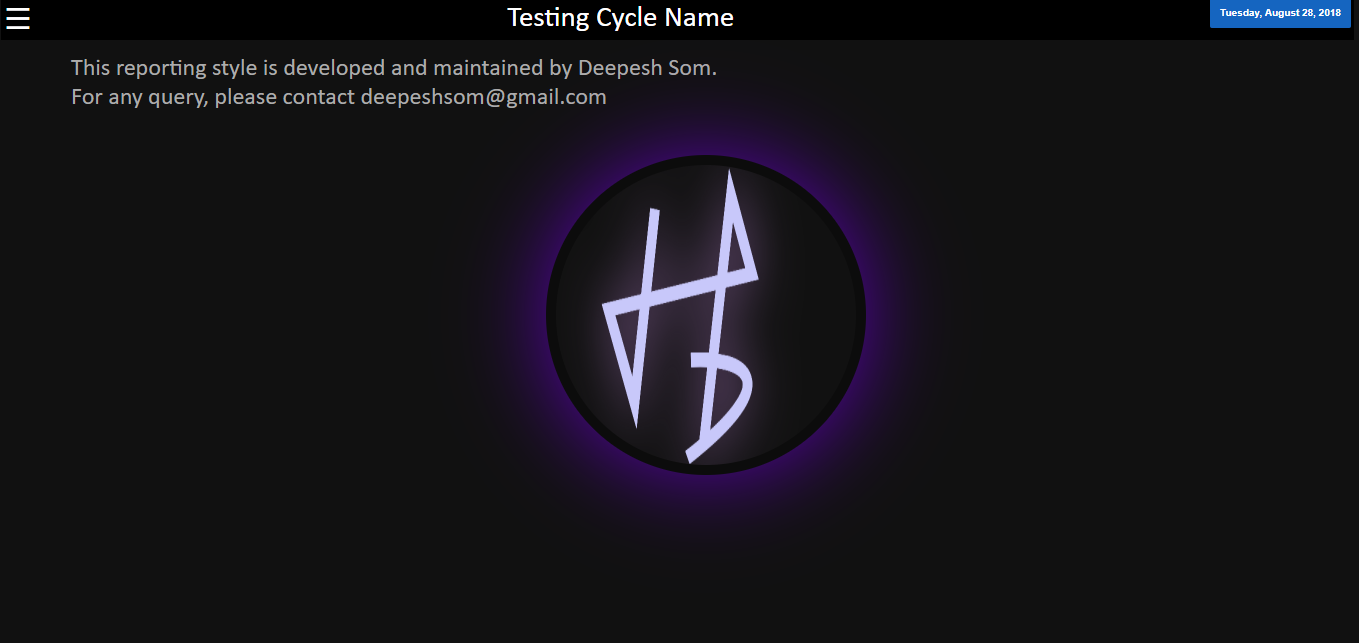 Testing Cycle Name
Tuesday, August 28, 2018
This reporting style is developed and maintained by Deepesh Som.
For any query, please contact deepeshsom@gmail.com